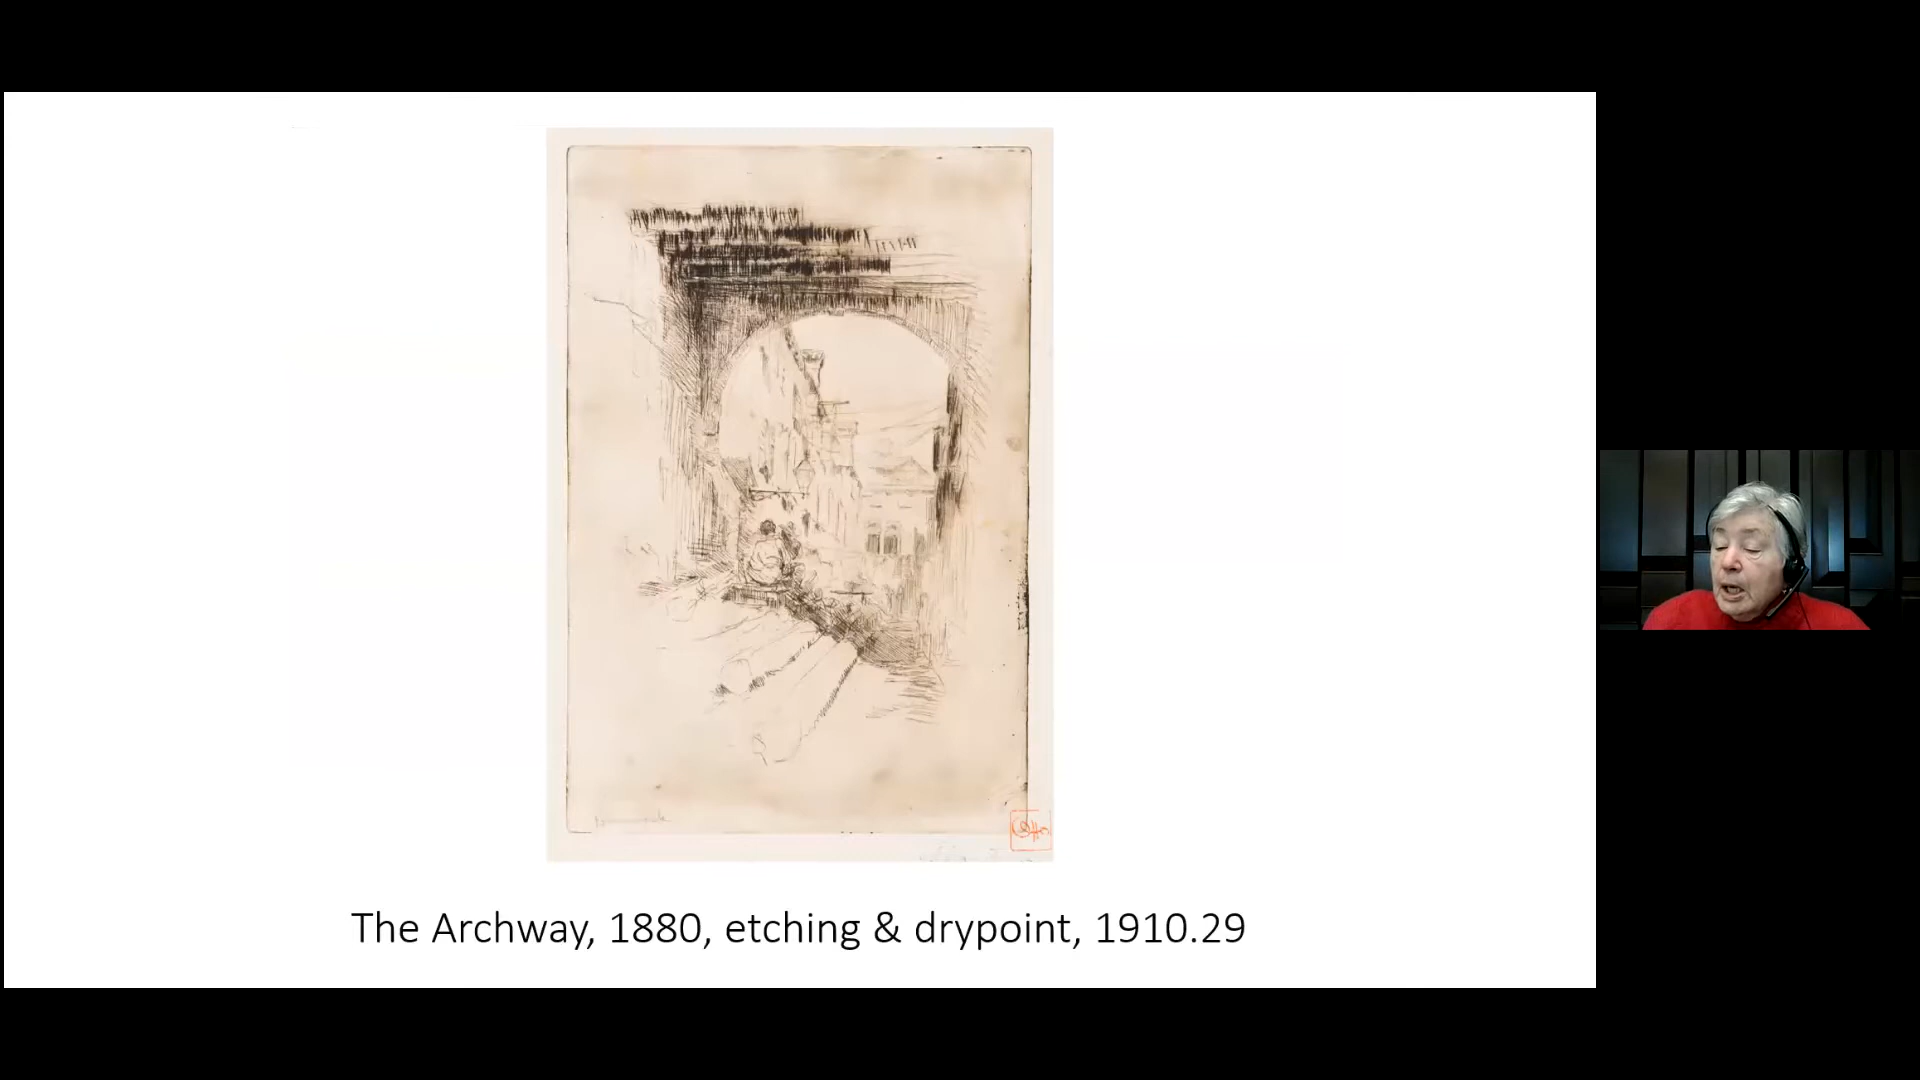 The Archway, 1880, etching & drypoint, 1910.29